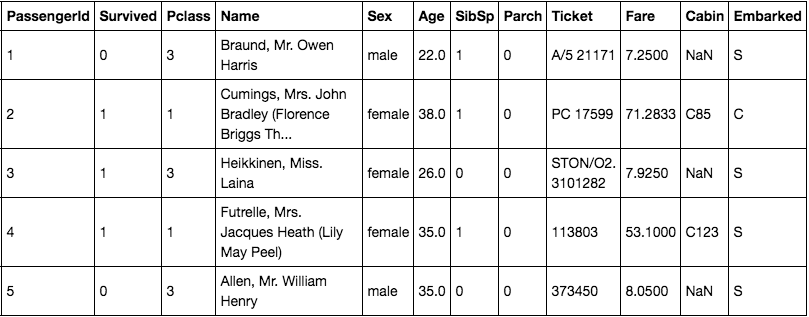 PassengerId Survived Pclass Name Sex Age SibSp Parch Ticket Fare Cabin Embarked
1 0 3 Braund, Mr. Owen
Harris male 22.0 1 0 A/5 21171 7.2500 NaN S
2 1 1 Cumings, Mrs. John
Bradley (Florence
Briggs Th... female 38.0 1 0 PC 17599 71.2833 C85 C
3 1 3 Heikkinen, Miss.
Laina female 26.0 0 0 STON/O2.
3101282 7.9250 NaN S
4 1 1 Futrelle, Mrs.
Jacques Heath (Lily
May Peel) female 35.0 1 0 113803 53.1000 C123 S
5 0 3 Allen, Mr. William
Henry male 35.0 0 0 373450 8.0500 NaN S